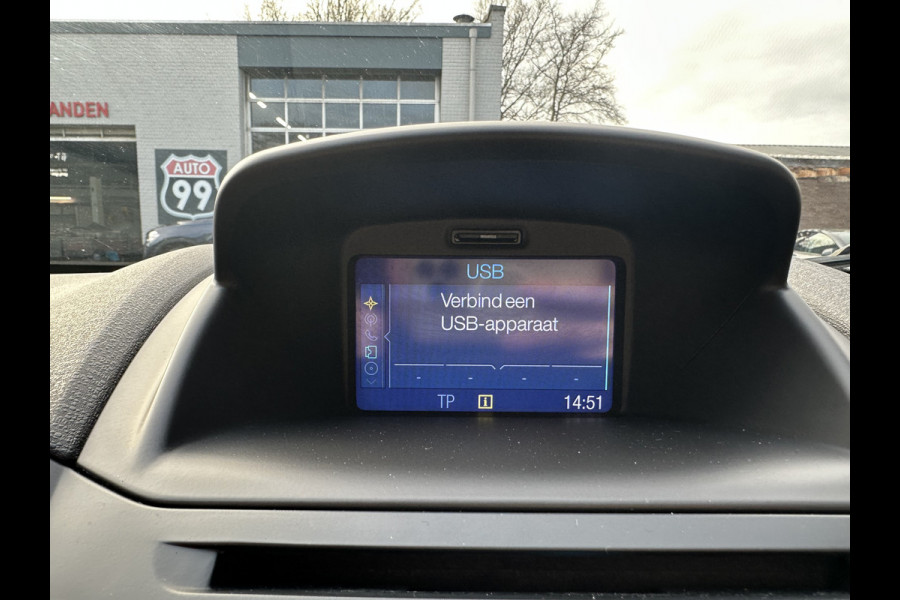 ANDEN
AUTO
99
USB
Verbind een
USB-apparaat
- - - -
TP i 14:51